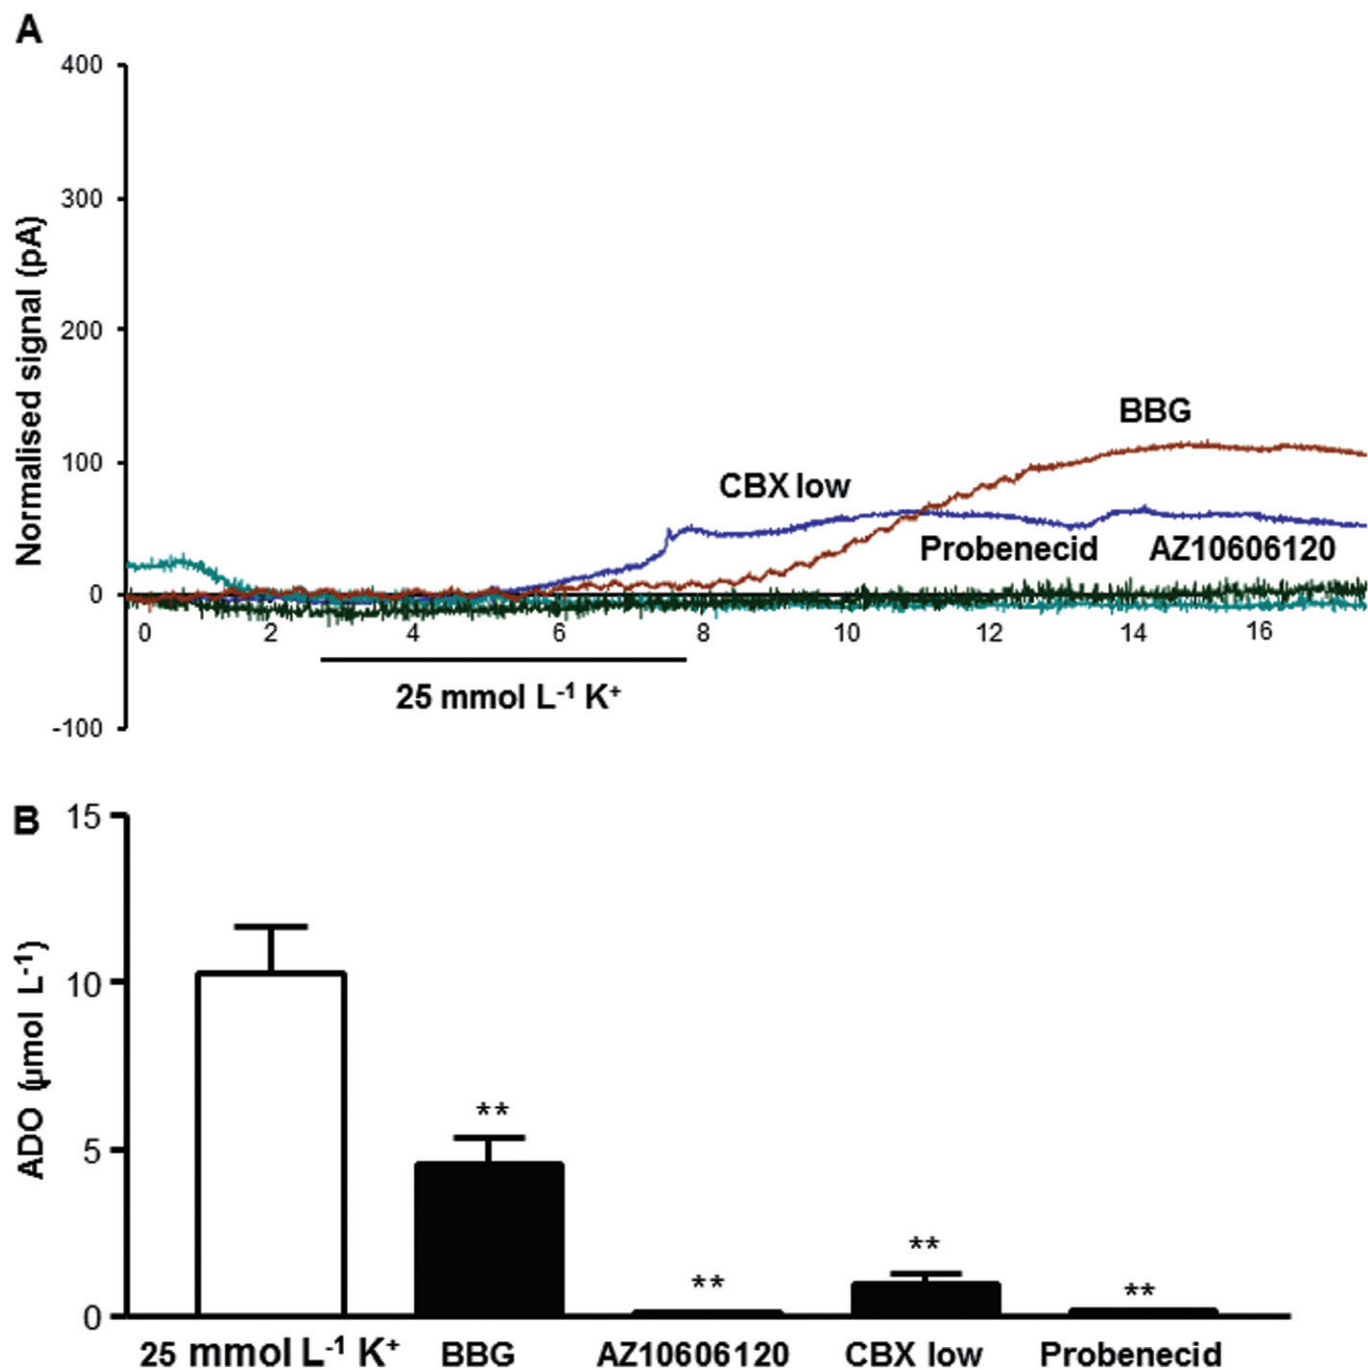 A
400
300
200
100
0
-100
Normalised signal (pA)
BBG
CBX low
Probenecid AZ10606120
0 2 4 6 8 10 12 14 16
25 mmol L⁻¹ K⁺
B
15
10
5
0
ADO (µmol L⁻¹)
** ** ** **
25 mmol L⁻¹ K⁺ BBG AZ10606120 CBX low Probenecid